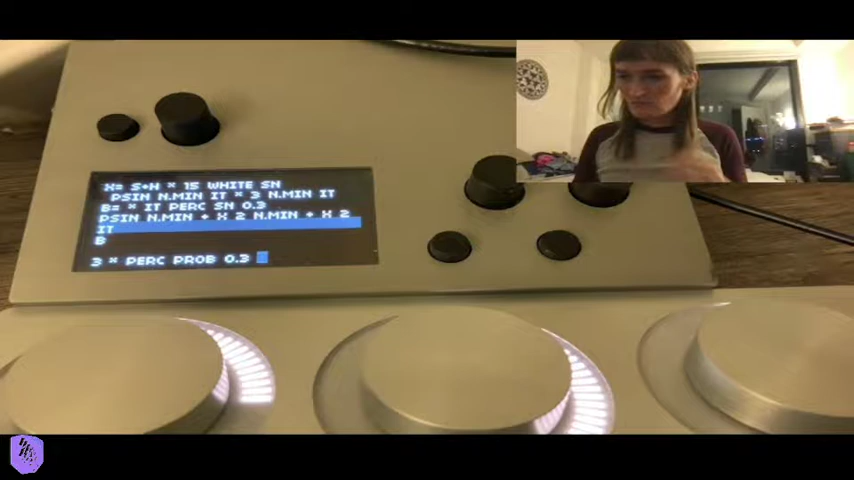 X= S+H * 15 WHITE SN
PSIN N.MIN IT * 3 N.MIN IT
B= * IT PERC SN 0.3
PSIN N.MIN + X 2 N.MIN + X 2
IT
B
3 * PERC PROB 0.3